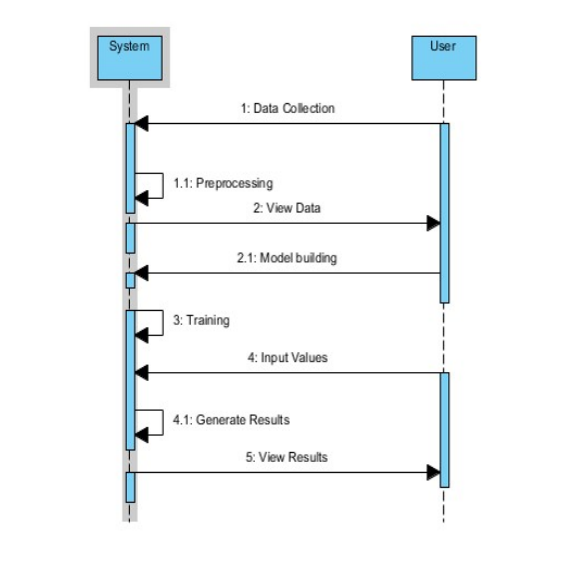 System
User
1: Data Collection
1.1: Preprocessing
2: View Data
2.1: Model building
3: Training
4: Input Values
4.1: Generate Results
5: View Results